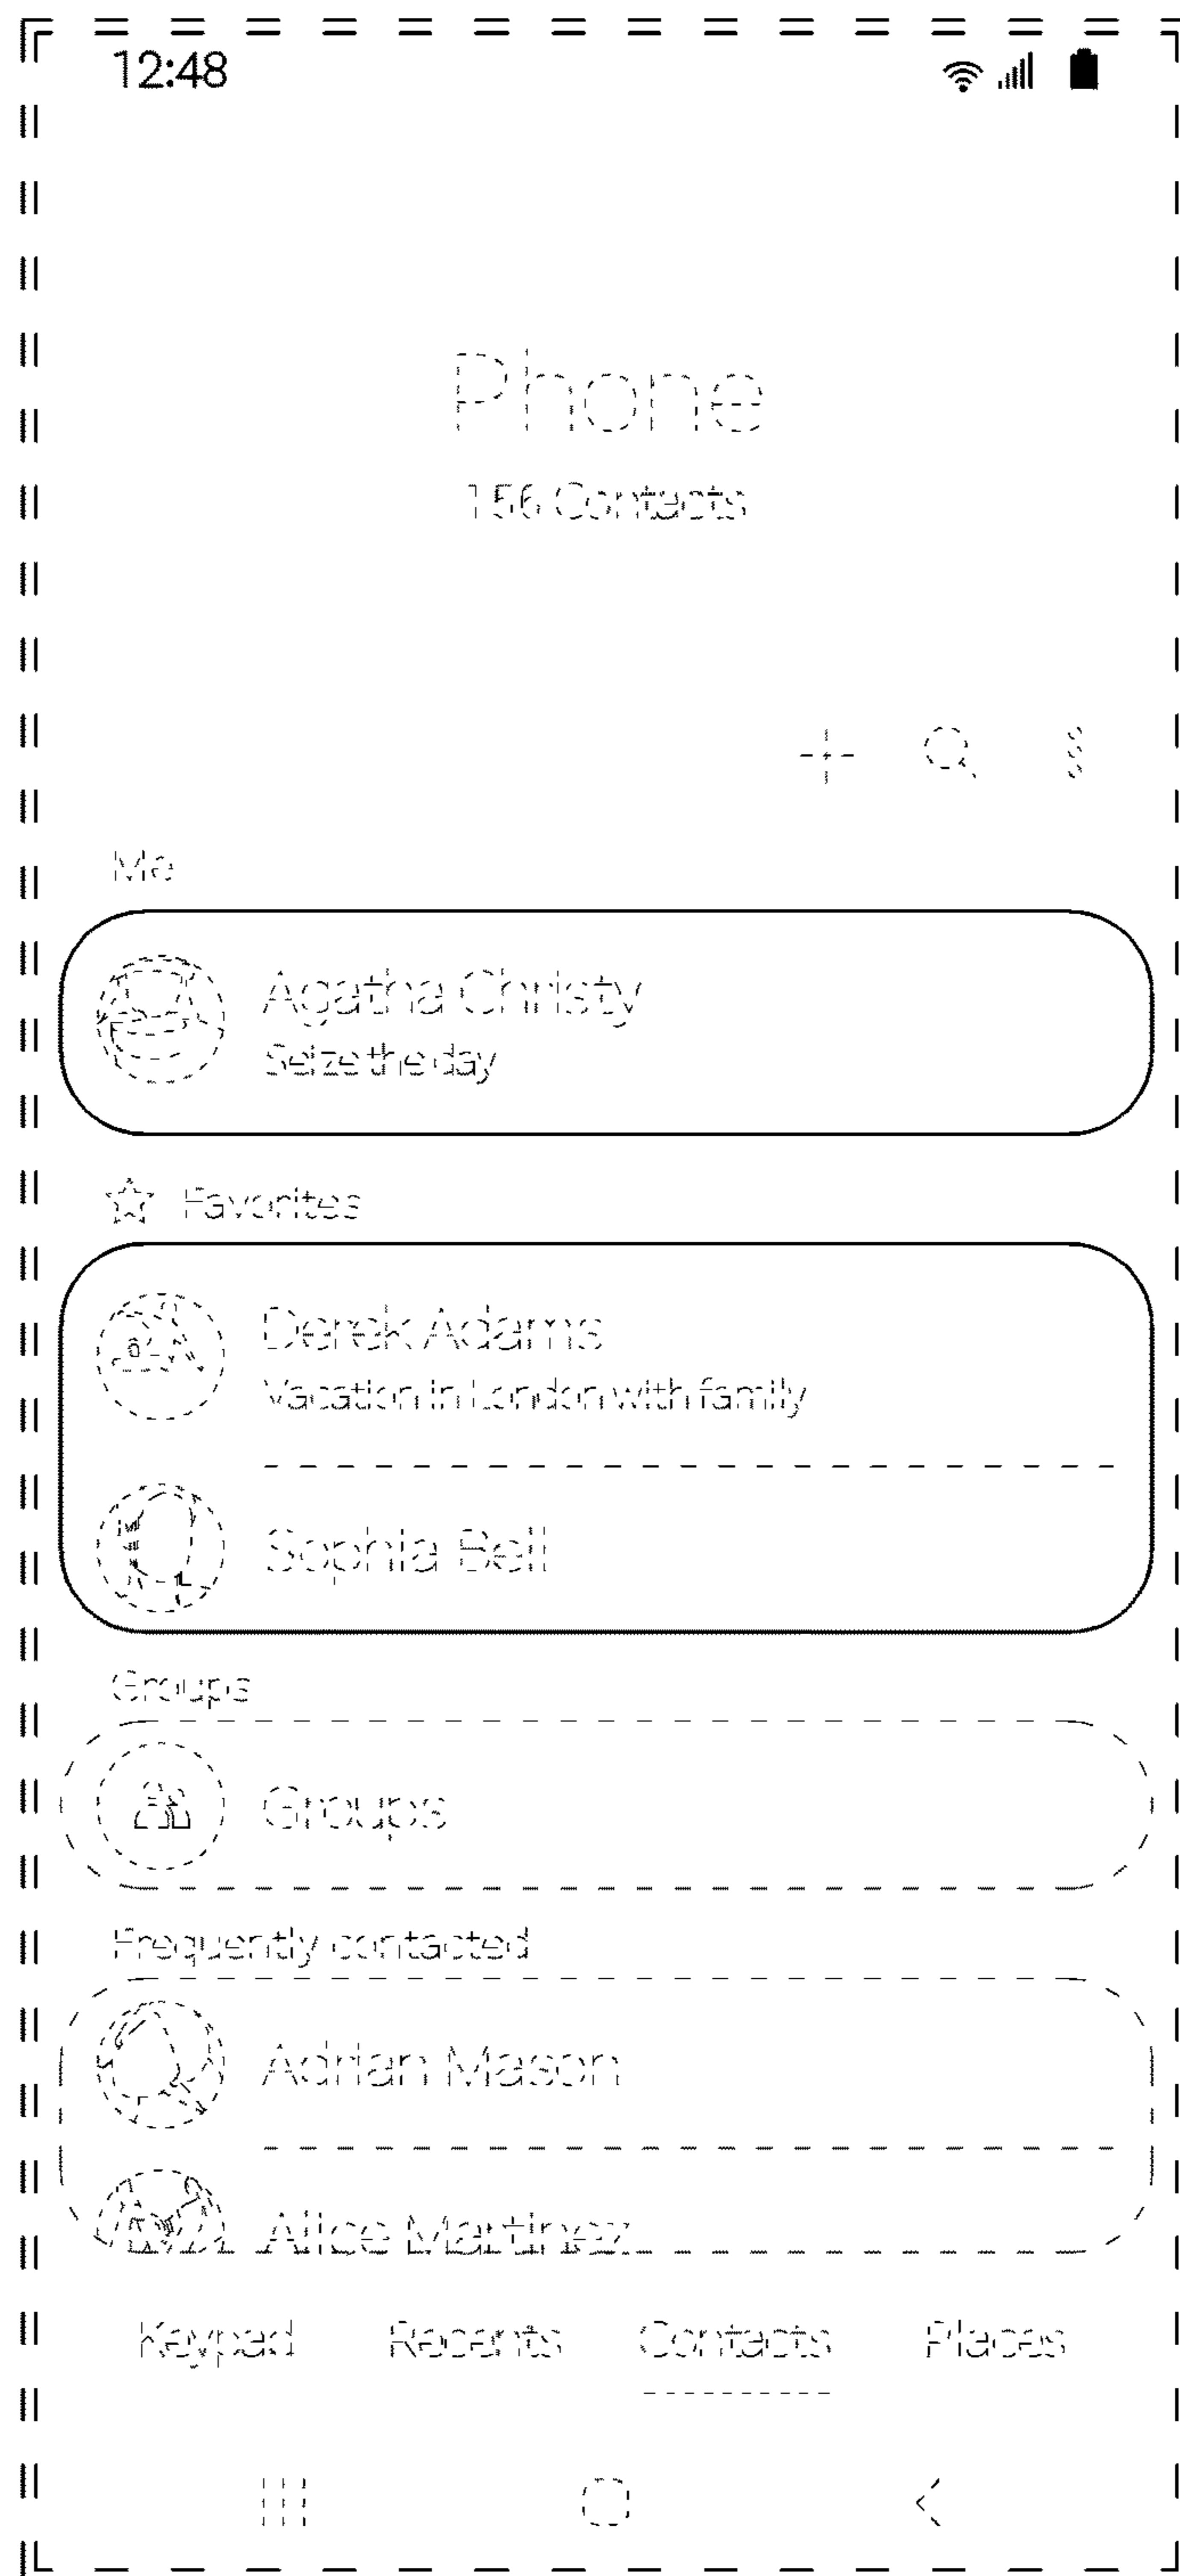 12:48
Phone
156 Contacts
Me
Agatha Christy
Seize the day
Favorites
Derek Adams
Vacation in London with family
Sophia Bell
Groups
Groups
Frequently contacted
Adrian Mason
Alice Martinez
Keypad Recents Contacts Places